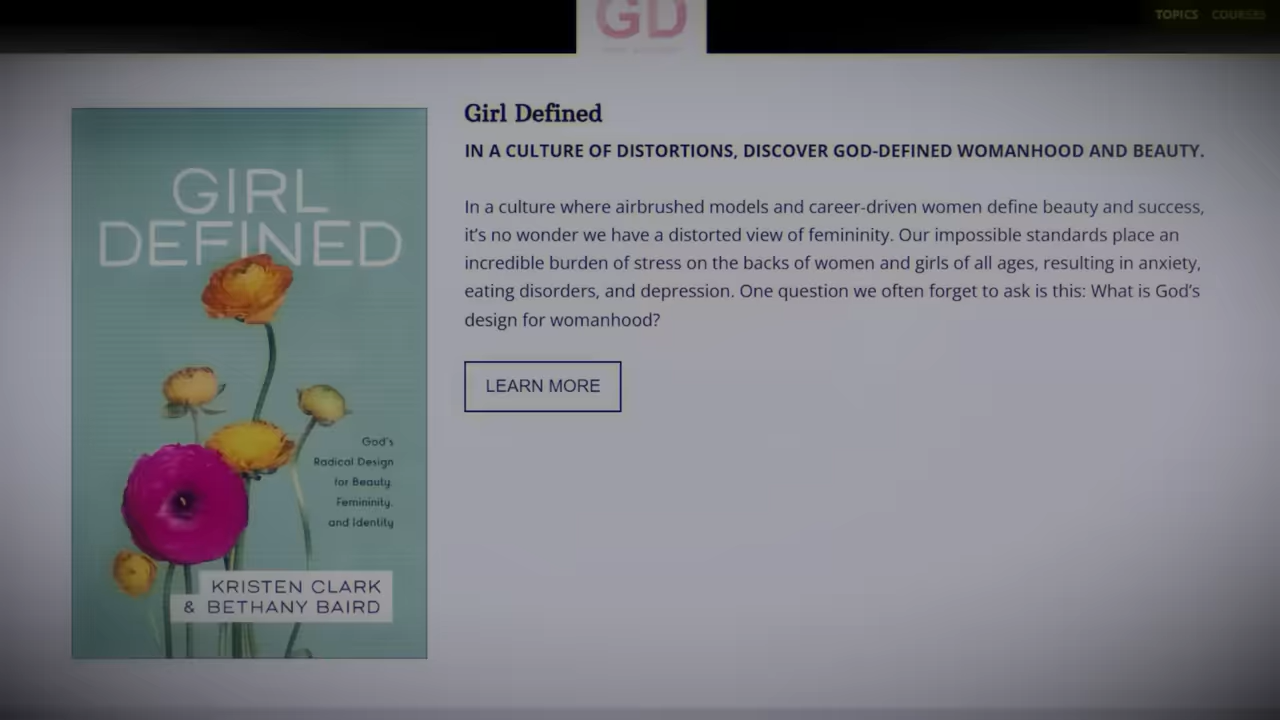 GD
TOPICS COURSES
GIRL
DEFINED
God's
Radical Design
for Beauty,
Femininity,
and Identity
KRISTEN CLARK
& BETHANY BAIRD
Girl Defined
IN A CULTURE OF DISTORTIONS, DISCOVER GOD-DEFINED WOMANHOOD AND BEAUTY.
In a culture where airbrushed models and career-driven women define beauty and success,
it’s no wonder we have a distorted view of femininity. Our impossible standards place an
incredible burden of stress on the backs of women and girls of all ages, resulting in anxiety,
eating disorders, and depression. One question we often forget to ask is this: What is God’s
design for womanhood?
LEARN MORE